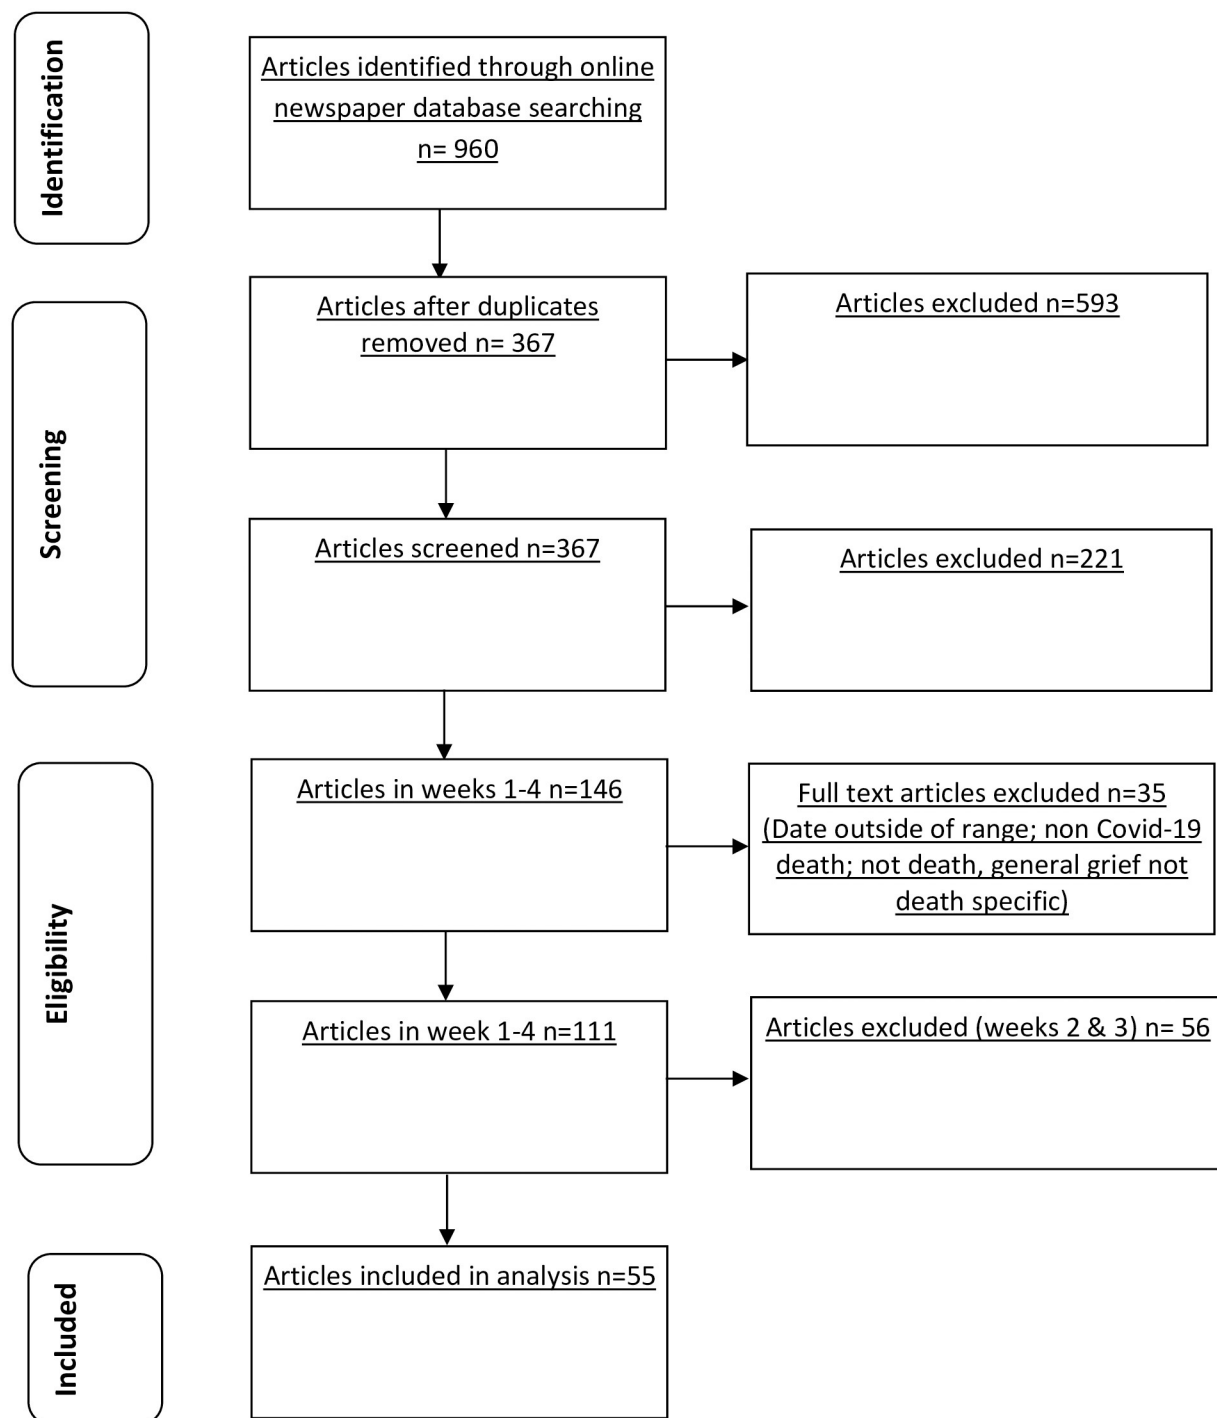 Identification
Articles identified through online
newspaper database searching
n= 960
Screening
Articles after duplicates
removed n= 367
Articles excluded n=593
Articles screened n=367
Articles excluded n=221
Eligibility
Articles in weeks 1-4 n=146
Full text articles excluded n=35
(Date outside of range; non Covid-19
death; not death, general grief not
death specific)
Articles in week 1-4 n=111
Articles excluded (weeks 2 & 3) n= 56
Included
Articles included in analysis n=55